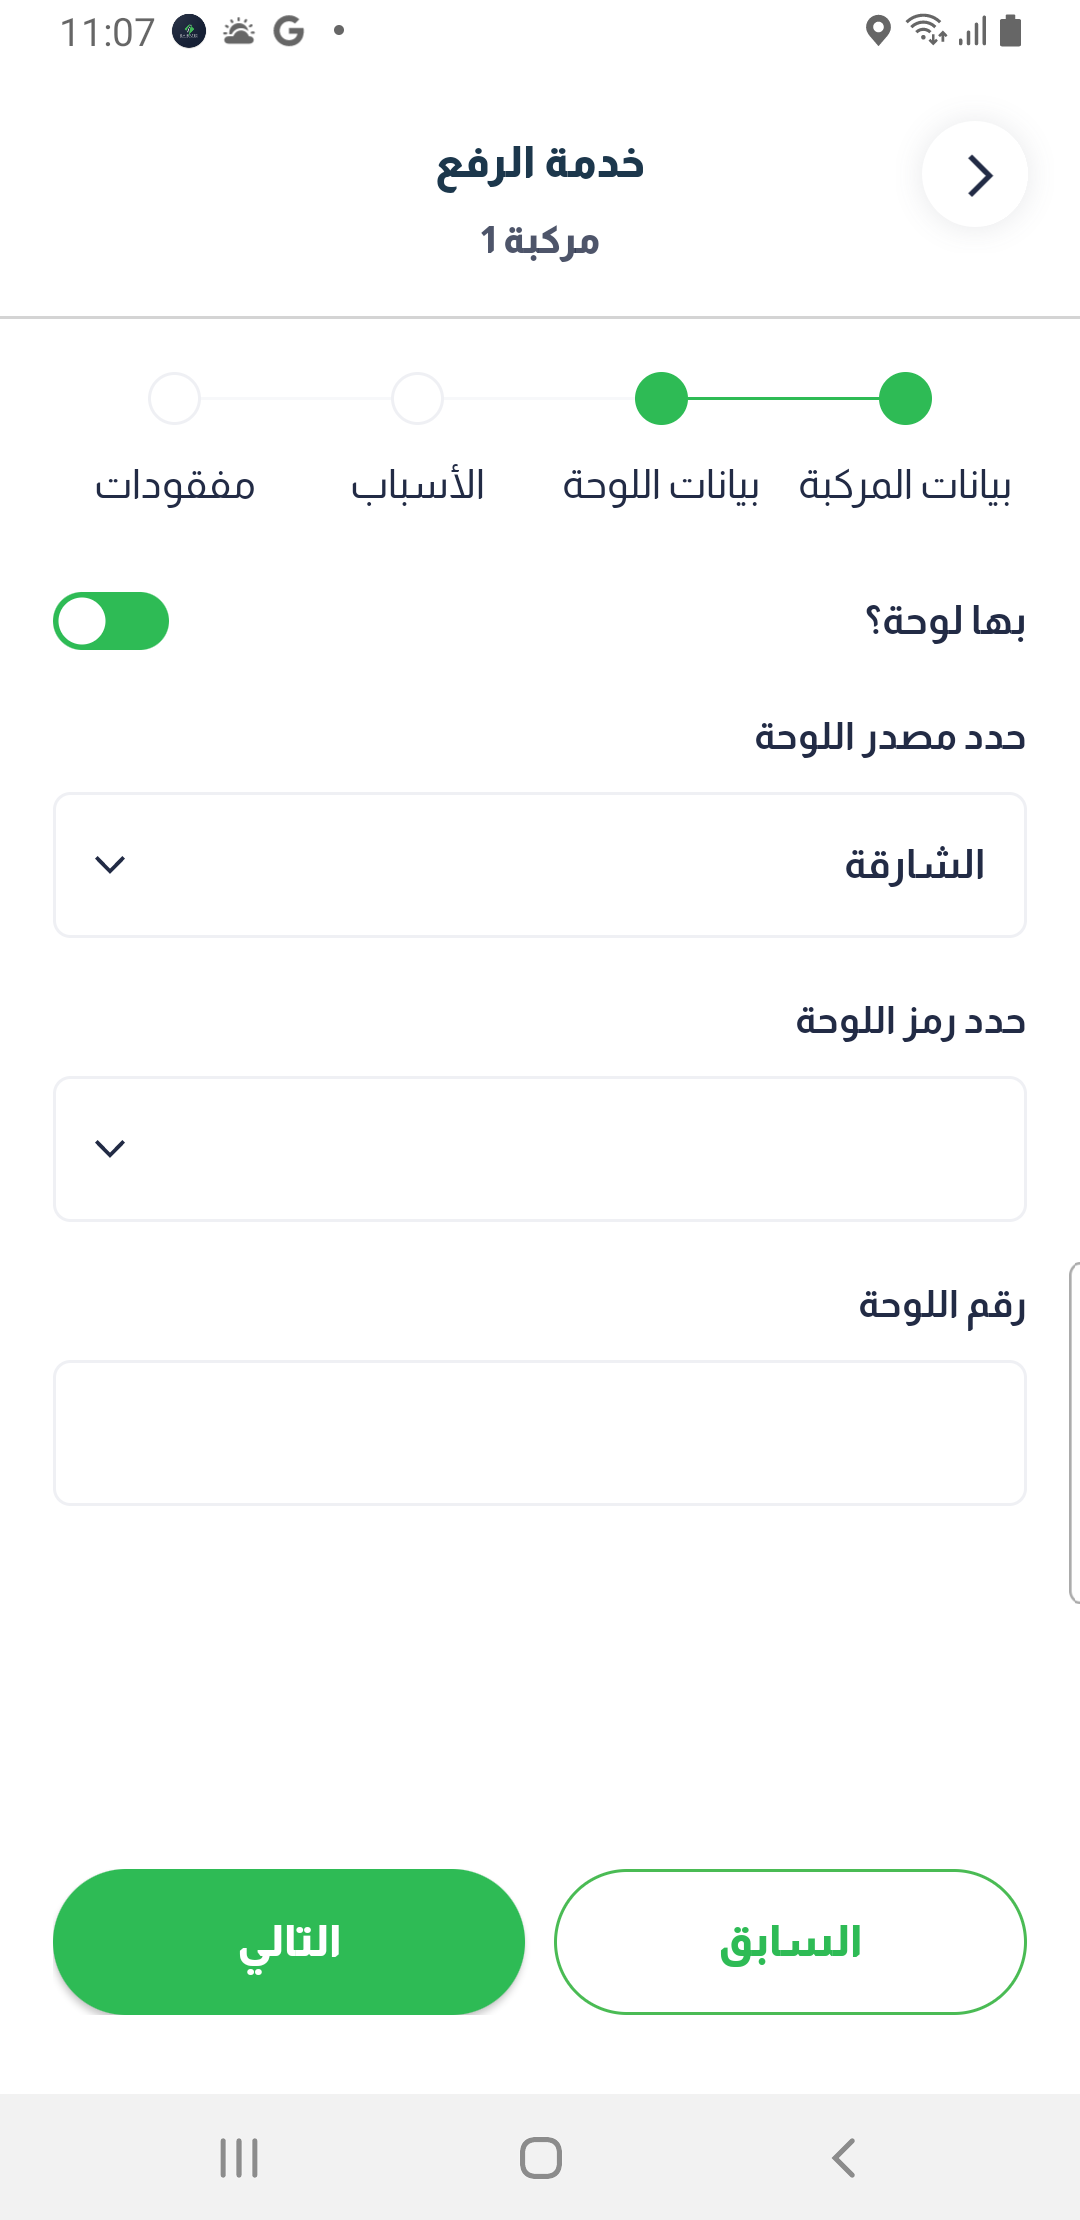 11:07
خدمة الرفع
مركبة 1
بيانات المركبة
بيانات اللوحة
الأسباب
مفقودات
بها لوحة؟
حدد مصدر اللوحة
الشارقة
حدد رمز اللوحة
رقم اللوحة
السابق
التالي